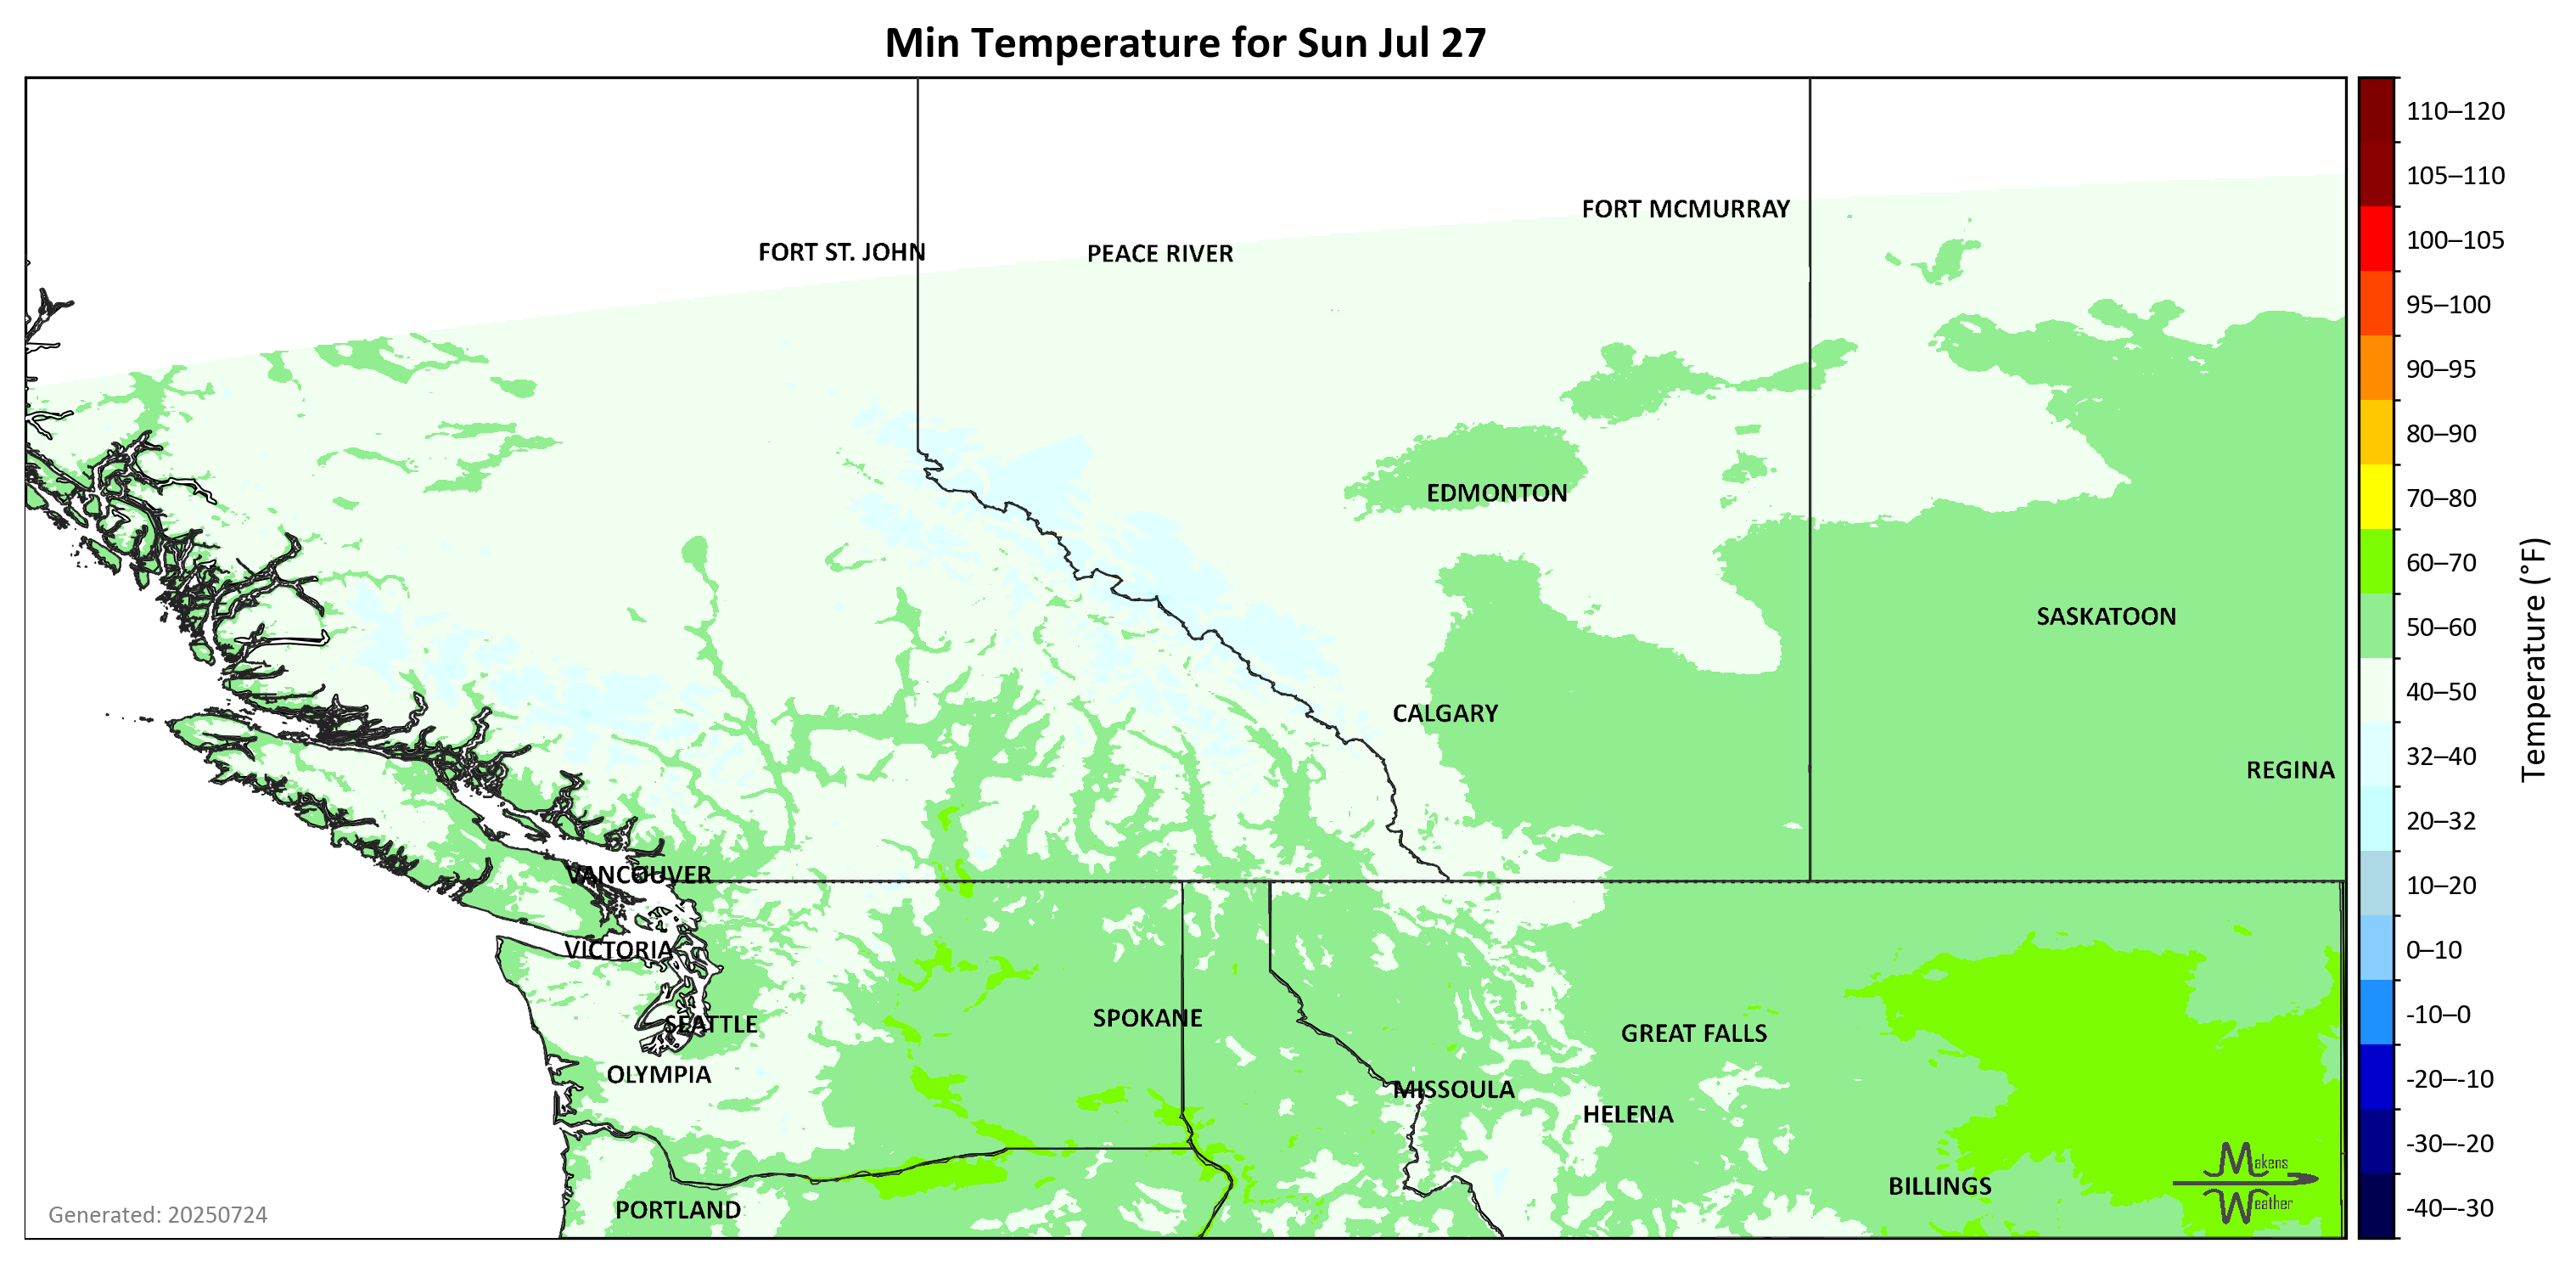 Min Temperature for Sun Jul 27
110–120
105–110
FORT MCMURRAY
100–105
FORT ST. JOHN
PEACE RIVER
95–100
90–95
80–90
EDMONTON
70–80
60–70
SASKATOON
50–60
Temperature (°F)
CALGARY
40–50
REGINA
32–40
20–32
VANCOUVER
10–20
VICTORIA
0–10
SEATTLE
SPOKANE
GREAT FALLS
-10–0
OLYMPIA
MISSOULA
-20–-10
HELENA
-30–-20
Makens
Weather
BILLINGS
PORTLAND
-40–-30
Generated: 20250724